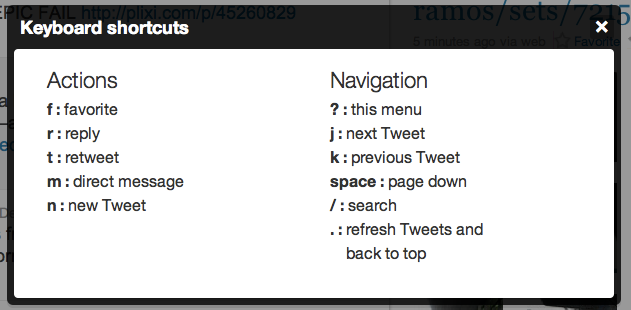 EPIC FAIL http://plixi.com/p/45260829
ramos/sets/7215
Keyboard shortcuts
×
5 minutes ago via web Favorite
Actions
f : favorite
r : reply
t : retweet
m : direct message
n : new Tweet
Navigation
? : this menu
j : next Tweet
k : previous Tweet
space : page down
/ : search
. : refresh Tweets and
back to top